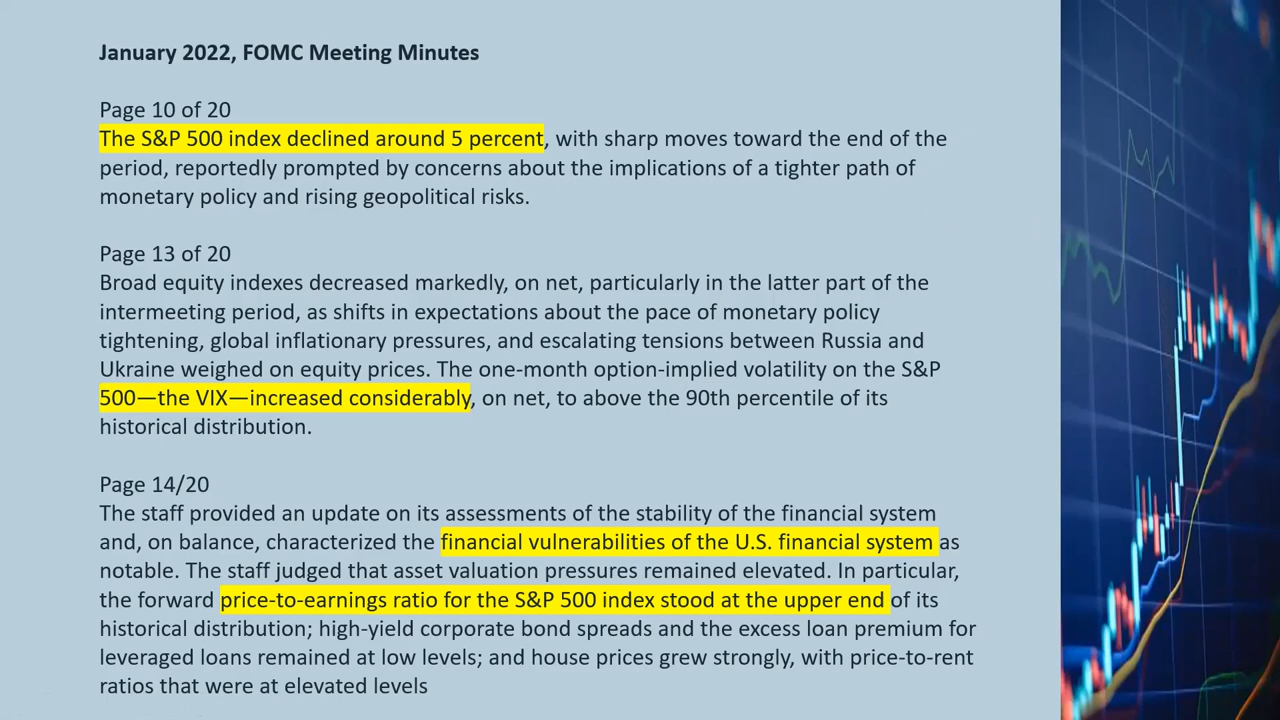 January 2022, FOMC Meeting Minutes
Page 10 of 20
The S&P 500 index declined around 5 percent, with sharp moves toward the end of the
period, reportedly prompted by concerns about the implications of a tighter path of
monetary policy and rising geopolitical risks.
Page 13 of 20
Broad equity indexes decreased markedly, on net, particularly in the latter part of the
intermeeting period, as shifts in expectations about the pace of monetary policy
tightening, global inflationary pressures, and escalating tensions between Russia and
Ukraine weighed on equity prices. The one-month option-implied volatility on the S&P
500—the VIX—increased considerably, on net, to above the 90th percentile of its
historical distribution.
Page 14/20
The staff provided an update on its assessments of the stability of the financial system
and, on balance, characterized the financial vulnerabilities of the U.S. financial system as
notable. The staff judged that asset valuation pressures remained elevated. In particular,
the forward price-to-earnings ratio for the S&P 500 index stood at the upper end of its
historical distribution; high-yield corporate bond spreads and the excess loan premium for
leveraged loans remained at low levels; and house prices grew strongly, with price-to-rent
ratios that were at elevated levels